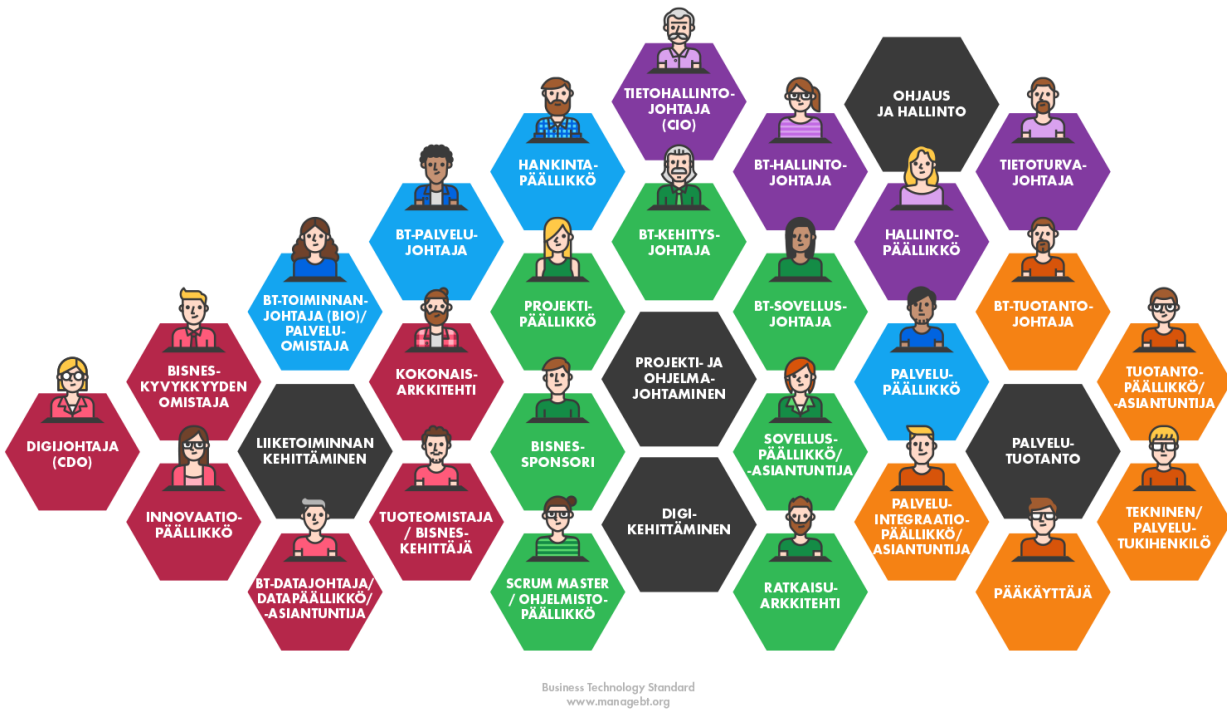 TIETOHALLINTO-
JOHTAJA
(CIO)
OHJAUS
JA HALLINTO
HANKINTA-
PÄÄLLIKKÖ
BT-HALLINTO-
JOHTAJA
TIETOTURVA-
JOHTAJA
BT-PALVELU-
JOHTAJA
BT-KEHITYS-
JOHTAJA
HALLINTO-
PÄÄLLIKKÖ
BT-TOIMINNAN-
JOHTAJA (BIO)/
PALVELU-
OMISTAJA
PROJEKTI-
PÄÄLLIKKÖ
BT-SOVELLUS-
JOHTAJA
BT-TUOTANTO-
JOHTAJA
BISNES-
KYVYKKYYDEN
OMISTAJA
KOKONAIS-
ARKKITEHTI
PROJEKTI- JA
OHJELMA-
JOHTAMINEN
PALVELU-
PÄÄLLIKKÖ
TUOTANTO-
PÄÄLLIKKÖ/
-ASIANTUNTIJA
DIGIJOHTAJA
(CDO)
LIIKETOIMINNAN
KEHITTÄMINEN
BISNES-
SPONSORI
SOVELLUS-
PÄÄLLIKKÖ/
-ASIANTUNTIJA
PALVELU-
TUOTANTO
INNOVAATIO-
PÄÄLLIKKÖ
TUOTEOMISTAJA
/ BISNES-
KEHITTÄJÄ
DIGI-
KEHITTÄMINEN
PALVELU-
INTEGRAATIO-
PÄÄLLIKKÖ/
ASIANTUNTIJA
TEKNINEN/
PALVELU-
TUKIHENKILÖ
BT-DATAJOHTAJA/
DATAPÄÄLLIKKÖ/
-ASIANTUNTIJA
SCRUM MASTER
/ OHJELMISTO-
PÄÄLLIKKÖ
RATKAISU-
ARKKITEHTI
PÄÄKÄYTTÄJÄ
Business Technology Standard
www.managebt.org